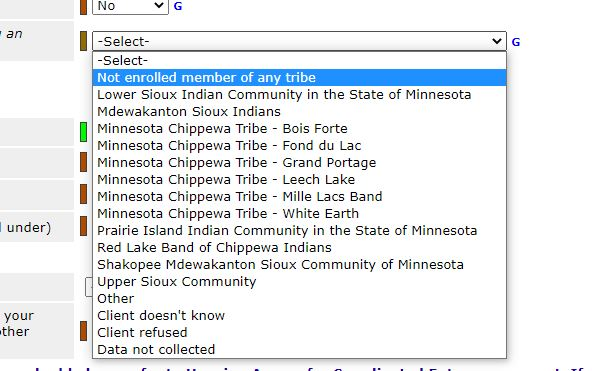 No G
an
-Select- G
-Select-
Not enrolled member of any tribe
Lower Sioux Indian Community in the State of Minnesota
Mdewakanton Sioux Indians
Minnesota Chippewa Tribe - Bois Forte
Minnesota Chippewa Tribe - Fond du Lac
Minnesota Chippewa Tribe - Grand Portage
Minnesota Chippewa Tribe - Leech Lake
Minnesota Chippewa Tribe - Mille Lacs Band
Minnesota Chippewa Tribe - White Earth
under)
Prairie Island Indian Community in the State of Minnesota
Red Lake Band of Chippewa Indians
Shakopee Mdewakanton Sioux Community of Minnesota
Upper Sioux Community
Other
your
Client doesn't know
other
Client refused
Data not collected